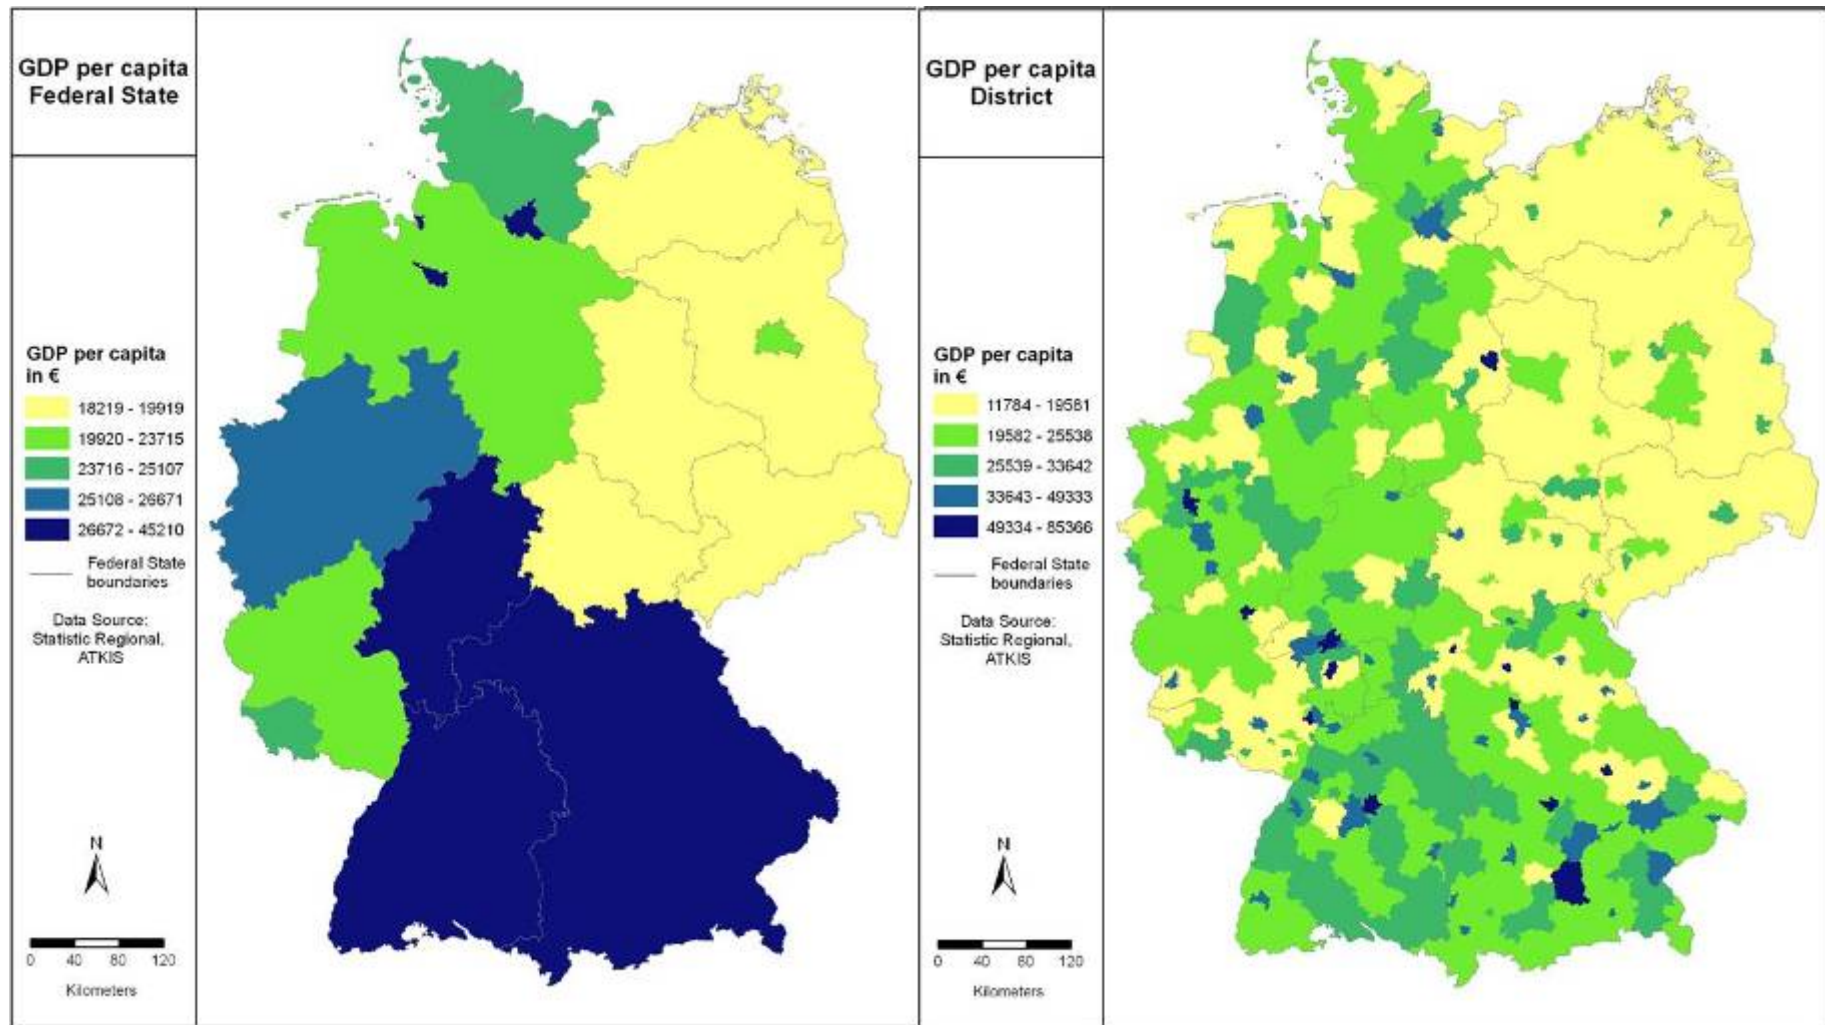 GDP per capita
Federal State
GDP per capita
in €
18219 - 19919
19920 - 23715
23716 - 25107
25108 - 26671
26672 - 45210
Federal State
boundaries
Data Source:
Statistic Regional,
ATKIS
N
0 40 80 120
Kilometers
GDP per capita
District
GDP per capita
in €
11784 - 19581
19582 - 25538
25539 - 33642
33643 - 49333
49334 - 85366
Federal State
boundaries
Data Source:
Statistic Regional,
ATKIS
N
0 40 80 120
Kilometers